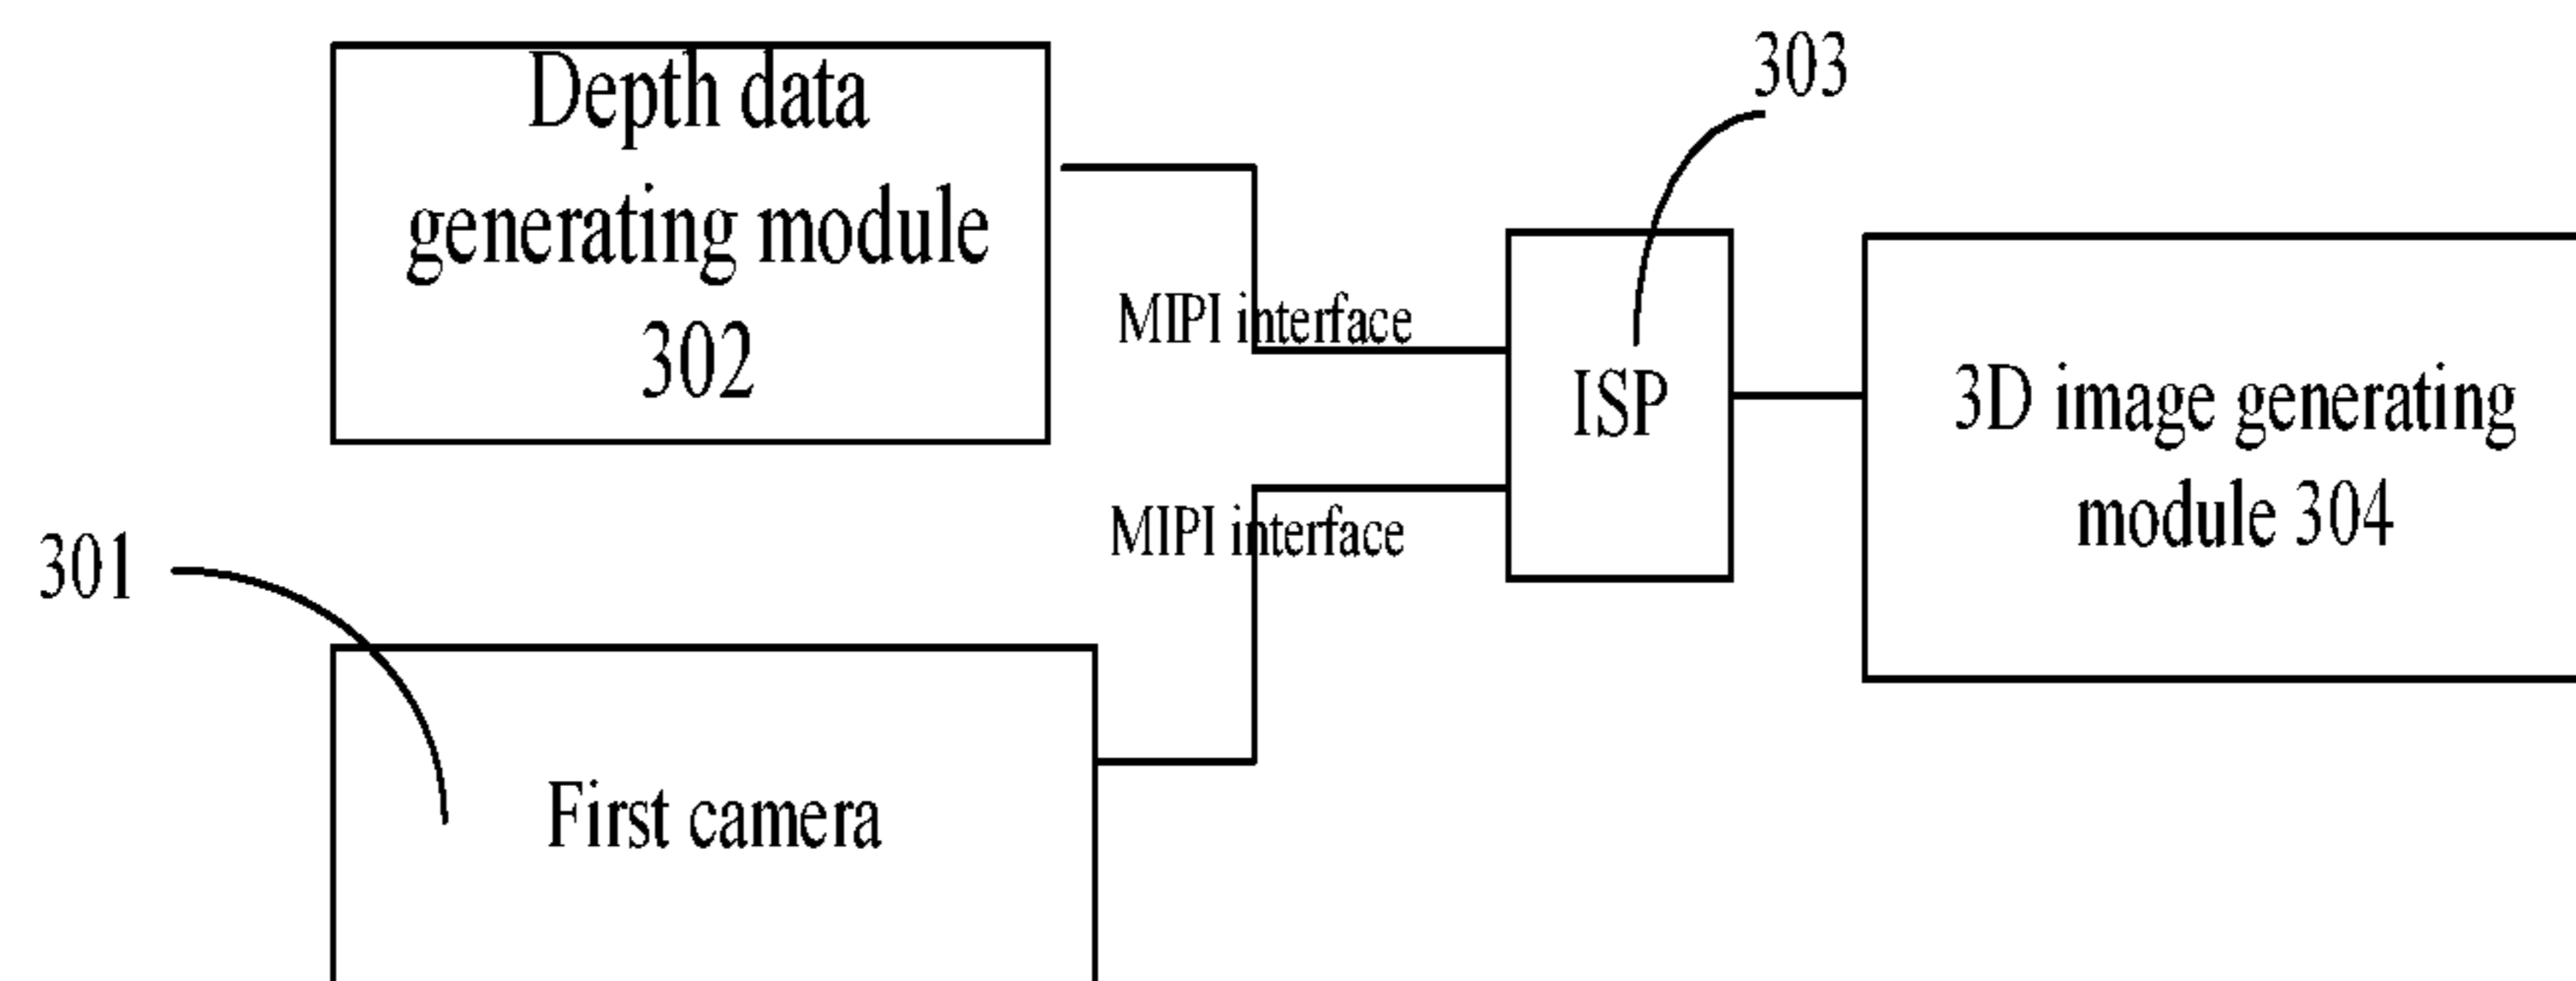 303
Depth data
generating module
302
MIPI interface
ISP
3D image generating
module 304
MIPI interface
301
First camera